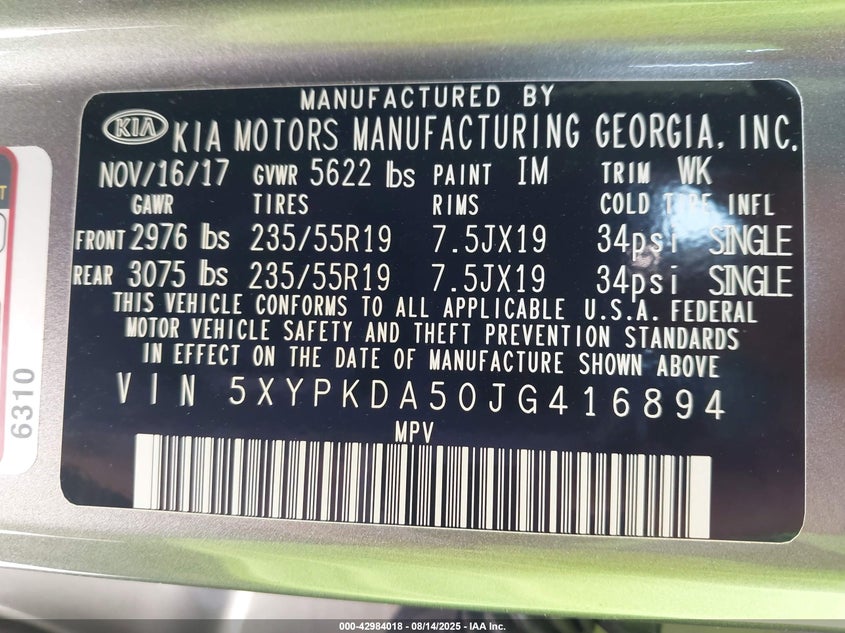 MANUFACTURED BY
KIA KIA MOTORS MANUFACTURING GEORGIA, INC.
NOV/16/17 GVWR 5622 lbs PAINT IM TRIM WK
GAWR TIRES RIMS COLD TIRE INFL
FRONT 2976 lbs 235/55R19 7.5JX19 34psi SINGLE
REAR 3075 lbs 235/55R19 7.5JX19 34psi SINGLE
THIS VEHICLE CONFORMS TO ALL APPLICABLE U.S.A. FEDERAL
MOTOR VEHICLE SAFETY AND THEFT PREVENTION STANDARDS
IN EFFECT ON THE DATE OF MANUFACTURE SHOWN ABOVE
VIN 5XYPKDA50JG416894
MPV
6310
000-42984018 - 08/14/2025 - IAA Inc.